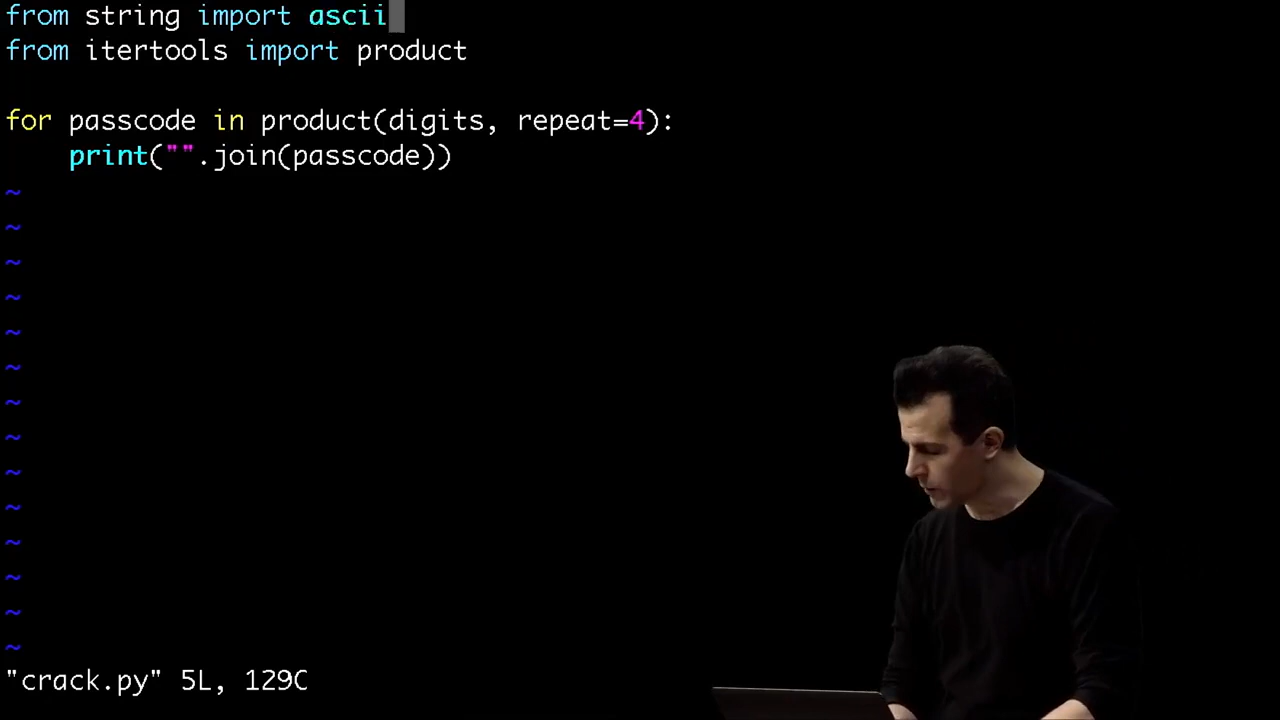 from string import ascii
from itertools import product
for passcode in product(digits, repeat=4):
    print("".join(passcode))
~
~
~
~
~
~
~
~
~
~
~
~
~
~
"crack.py" 5L, 129C